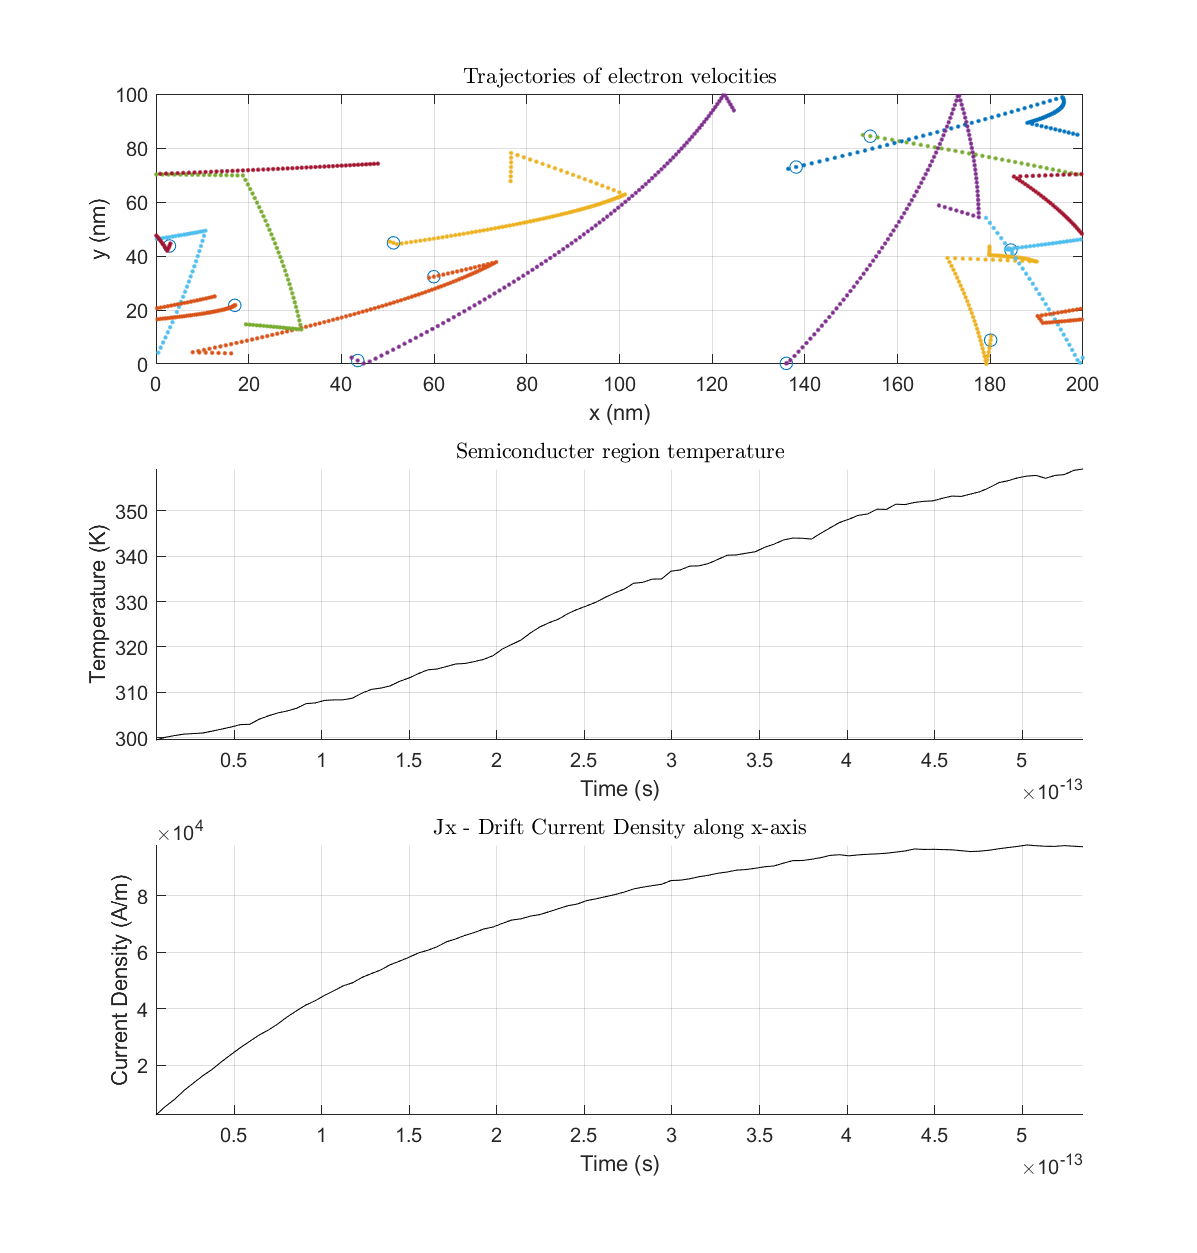 Trajectories of electron velocities
100
80
60
40
20
0
y (nm)
0 20 40 60 80 100 120 140 160 180 200
x (nm)
Semiconducter region temperature
350
340
330
320
310
300
Temperature (K)
0.5 1 1.5 2 2.5 3 3.5 4 4.5 5
Time (s)
×10-13
Jx - Drift Current Density along x-axis
×104
8
6
4
2
Current Density (A/m)
0.5 1 1.5 2 2.5 3 3.5 4 4.5 5
Time (s)
×10-13